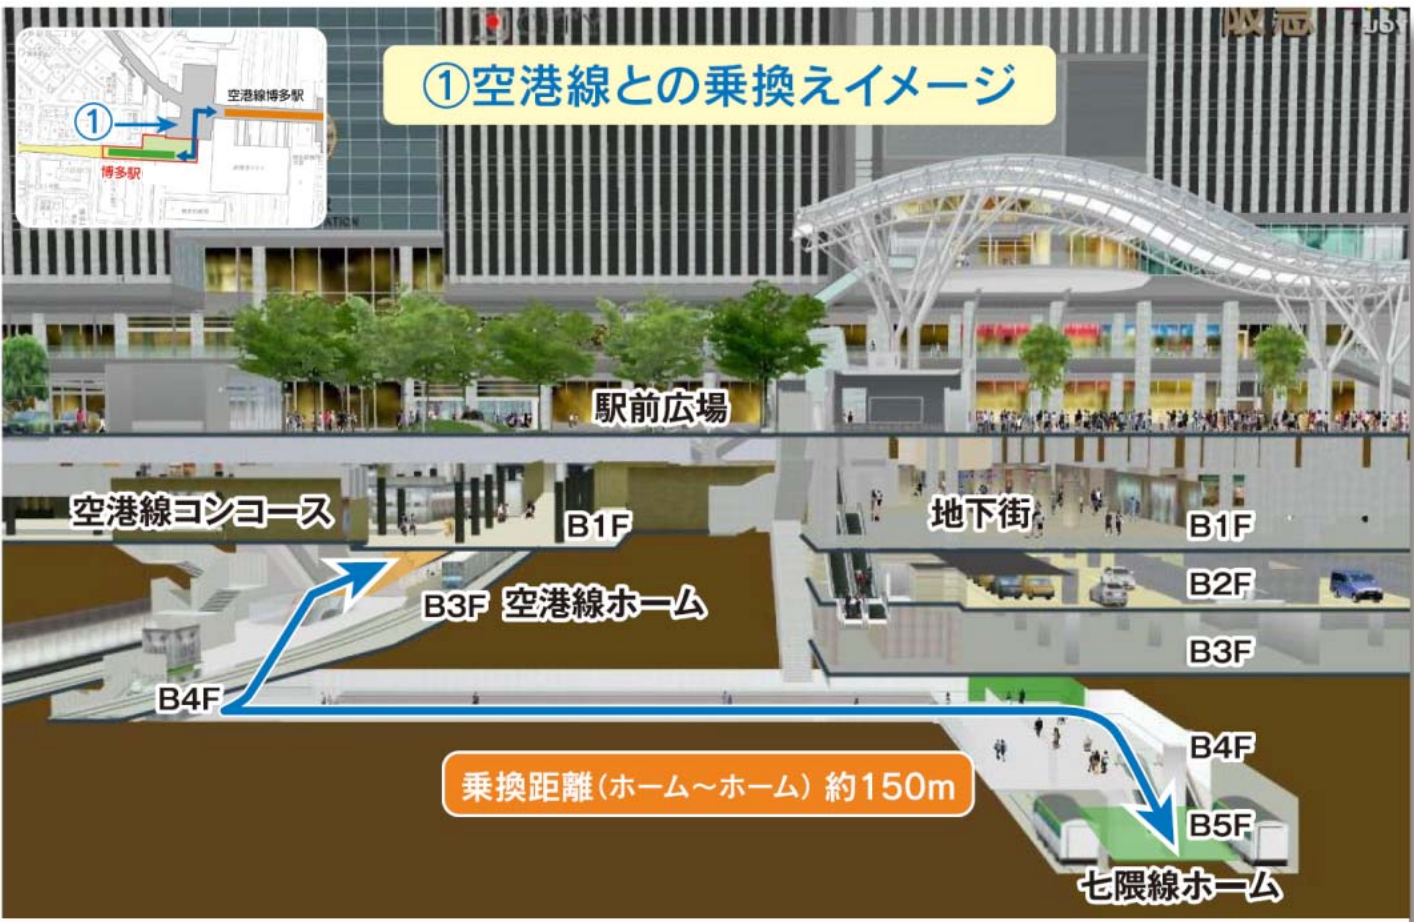 CITY
阪急
空港線博多駅
①
博多駅
①空港線との乗換えイメージ
駅前広場
空港線コンコース
B1F
地下街
B1F
B2F
B3F 空港線ホーム
B3F
B4F
B4F
乗換距離(ホーム～ホーム) 約150m
B5F
七隈線ホーム